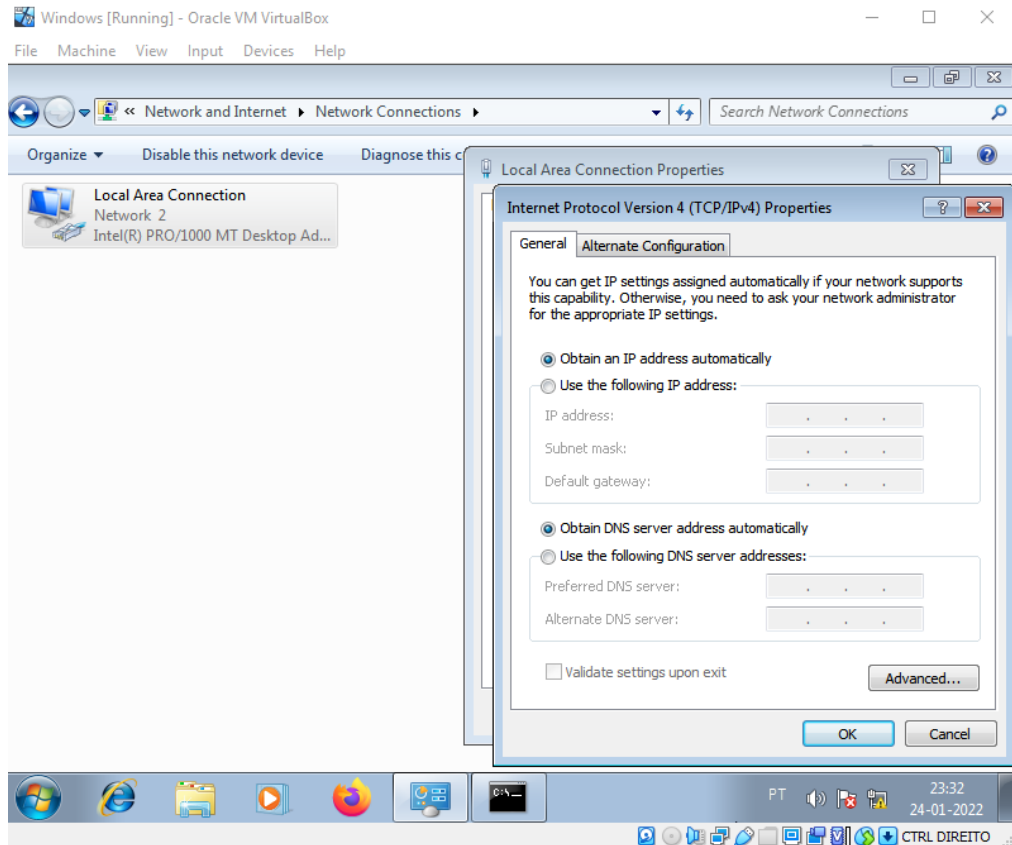 Windows [Running] - Oracle VM VirtualBox
File Machine View Input Devices Help
« Network and Internet Network Connections
Search Network Connections
Organize Disable this network device Diagnose this c
Local Area Connection
Network 2
Intel(R) PRO/1000 MT Desktop Ad...
Local Area Connection Properties
Internet Protocol Version 4 (TCP/IPv4) Properties
General Alternate Configuration
You can get IP settings assigned automatically if your network supports
this capability. Otherwise, you need to ask your network administrator
for the appropriate IP settings.
Obtain an IP address automatically
Use the following IP address:
IP address: . . .
Subnet mask: . . .
Default gateway: . . .
Obtain DNS server address automatically
Use the following DNS server addresses:
Preferred DNS server: . . .
Alternate DNS server: . . .
Validate settings upon exit
Advanced...
OK Cancel
C:\_
PT
23:32
24-01-2022
CTRL DIREITO